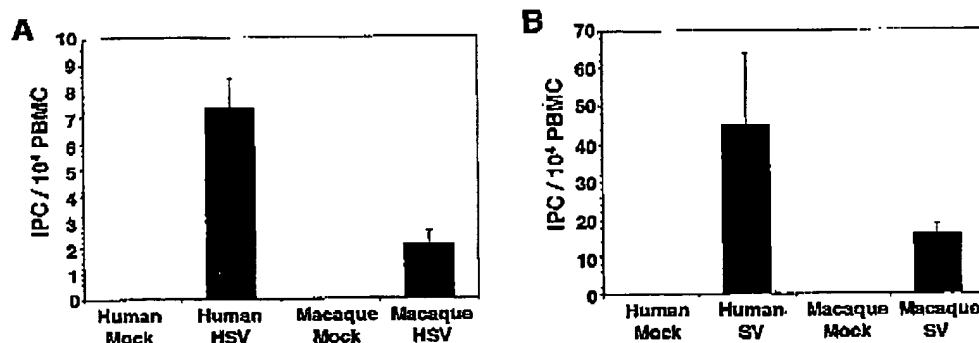 A
IPC / 10⁴ PBMC
10
9
8
7
6
5
4
3
2
1
0
Human Mock
Human HSV
Macaque Mock
Macaque HSV
B
IPC / 10⁴ PBMC
70
60
50
40
30
20
10
0
Human Mock
Human SV
Macaque Mock
Macaque SV